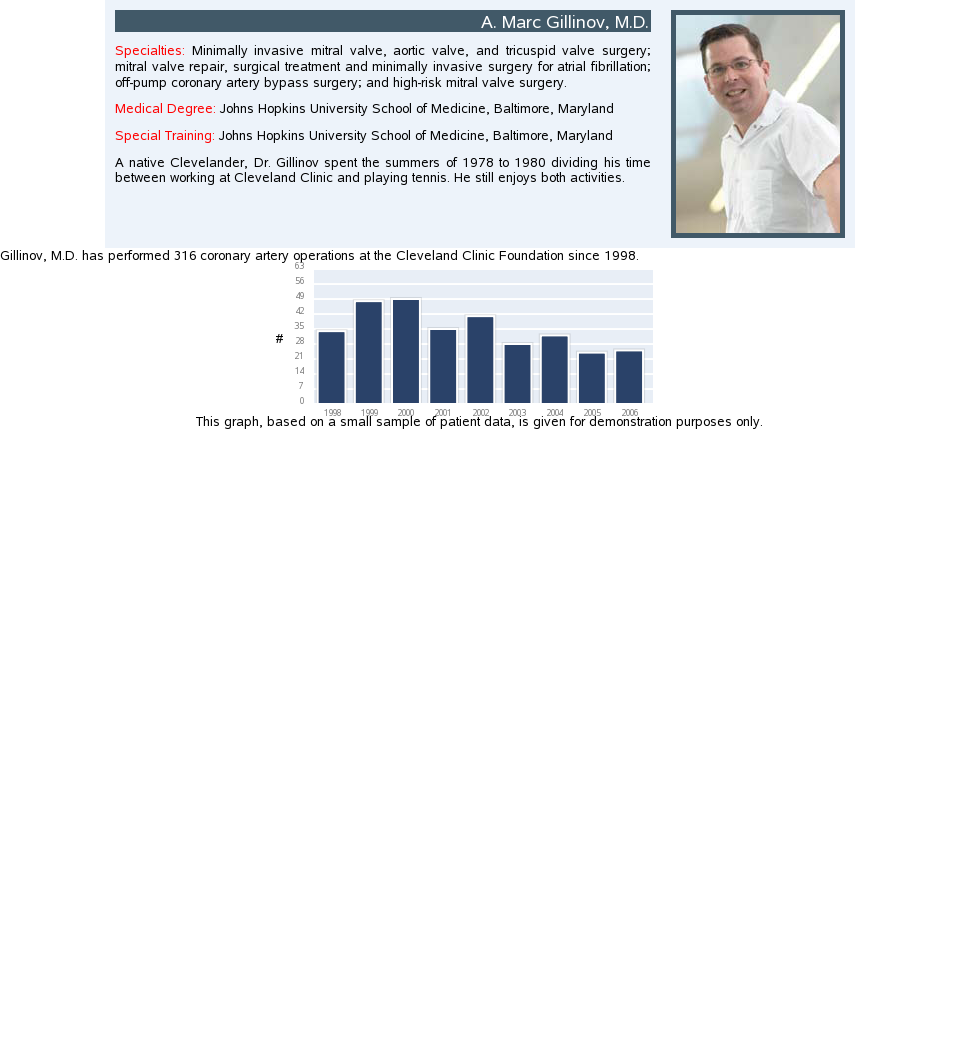 A. Marc Gillinov, M.D.
Specialties: Minimally invasive mitral valve, aortic valve, and tricuspid valve surgery;
mitral valve repair, surgical treatment and minimally invasive surgery for atrial fibrillation;
off-pump coronary artery bypass surgery; and high-risk mitral valve surgery.
Medical Degree: Johns Hopkins University School of Medicine, Baltimore, Maryland
Special Training: Johns Hopkins University School of Medicine, Baltimore, Maryland
A native Clevelander, Dr. Gillinov spent the summers of 1978 to 1980 dividing his time
between working at Cleveland Clinic and playing tennis. He still enjoys both activities.
Gillinov, M.D. has performed 316 coronary artery operations at the Cleveland Clinic Foundation since 1998.
63
56
49
42
35
#
28
21
14
7
0
1998 1999 2000 2001 2002 2003 2004 2005 2006
This graph, based on a small sample of patient data, is given for demonstration purposes only.